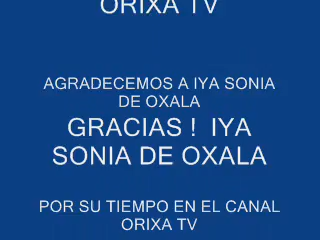 ORIXA TV
AGRADECEMOS A IYA SONIA
DE OXALA
GRACIAS ! IYA
SONIA DE OXALA
POR SU TIEMPO EN EL CANAL
ORIXA TV